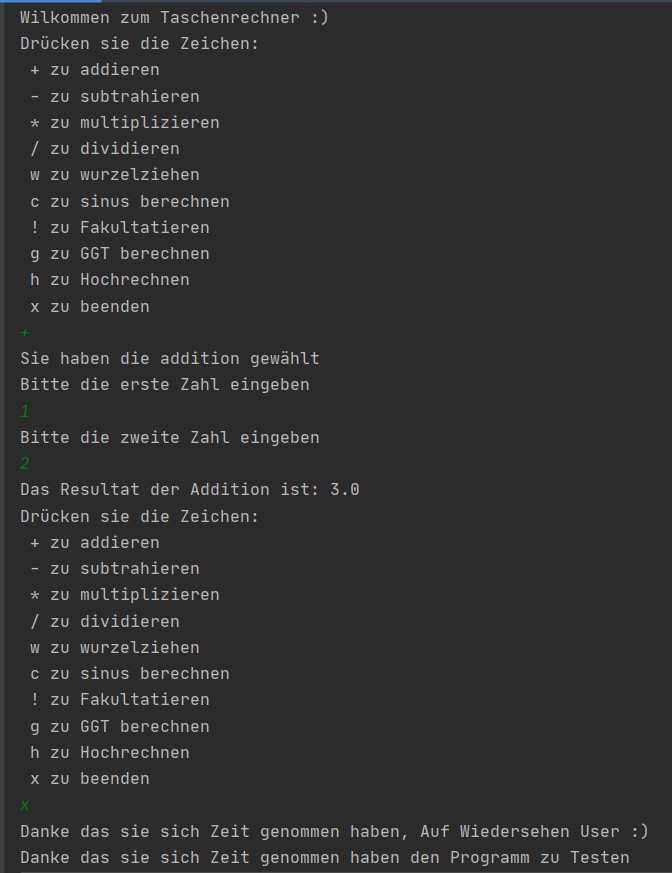 Wilkommen zum Taschenrechner :)
Drücken sie die Zeichen:
+ zu addieren
- zu subtrahieren
* zu multiplizieren
/ zu dividieren
w zu wurzelziehen
c zu sinus berechnen
! zu Fakultatieren
g zu GGT berechnen
h zu Hochrechnen
x zu beenden
+
Sie haben die addition gewählt
Bitte die erste Zahl eingeben
1
Bitte die zweite Zahl eingeben
2
Das Resultat der Addition ist: 3.0
Drücken sie die Zeichen:
+ zu addieren
- zu subtrahieren
* zu multiplizieren
/ zu dividieren
w zu wurzelziehen
c zu sinus berechnen
! zu Fakultatieren
g zu GGT berechnen
h zu Hochrechnen
x zu beenden
x
Danke das sie sich Zeit genommen haben, Auf Wiedersehen User :)
Danke das sie sich Zeit genommen haben den Programm zu Testen